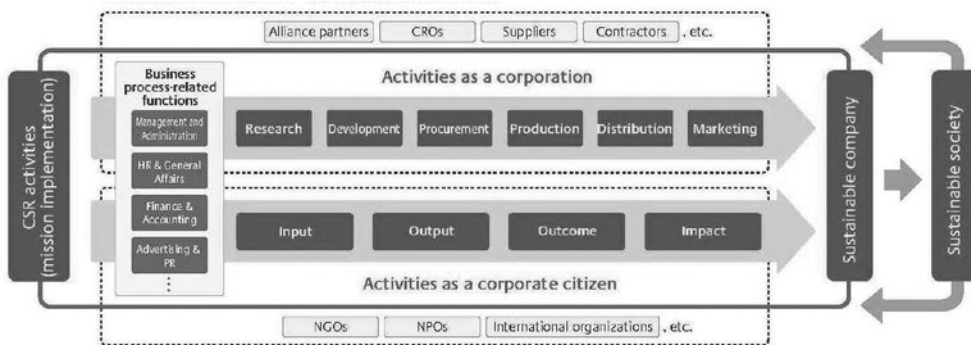 Alliance partners
CROs
Suppliers
Contractors
, etc.
CSR activities
(mission implementation)
Business
process-related
functions
Management and
Administration
HR & General
Affairs
Finance &
Accounting
Advertising &
PR
Activities as a corporation
Research
Development
Procurement
Production
Distribution
Marketing
Input
Output
Outcome
Impact
Activities as a corporate citizen
NGOs
NPOs
International organizations
, etc.
Sustainable company
Sustainable society